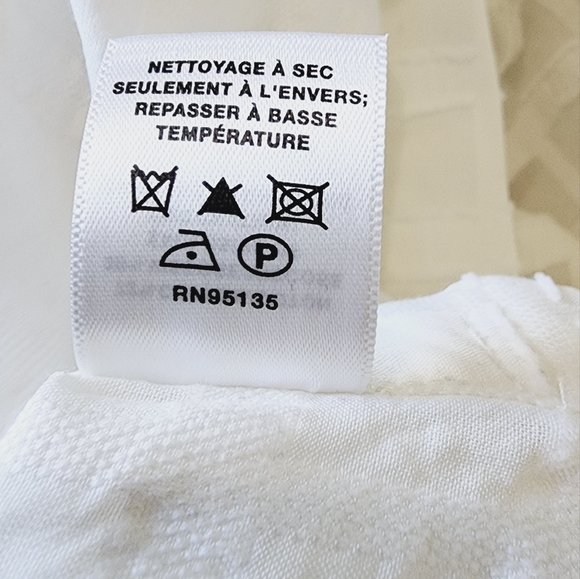 NETTOYAGE À SEC
SEULEMENT À L'ENVERS;
REPASSER À BASSE
TEMPÉRATURE
P
RN95135